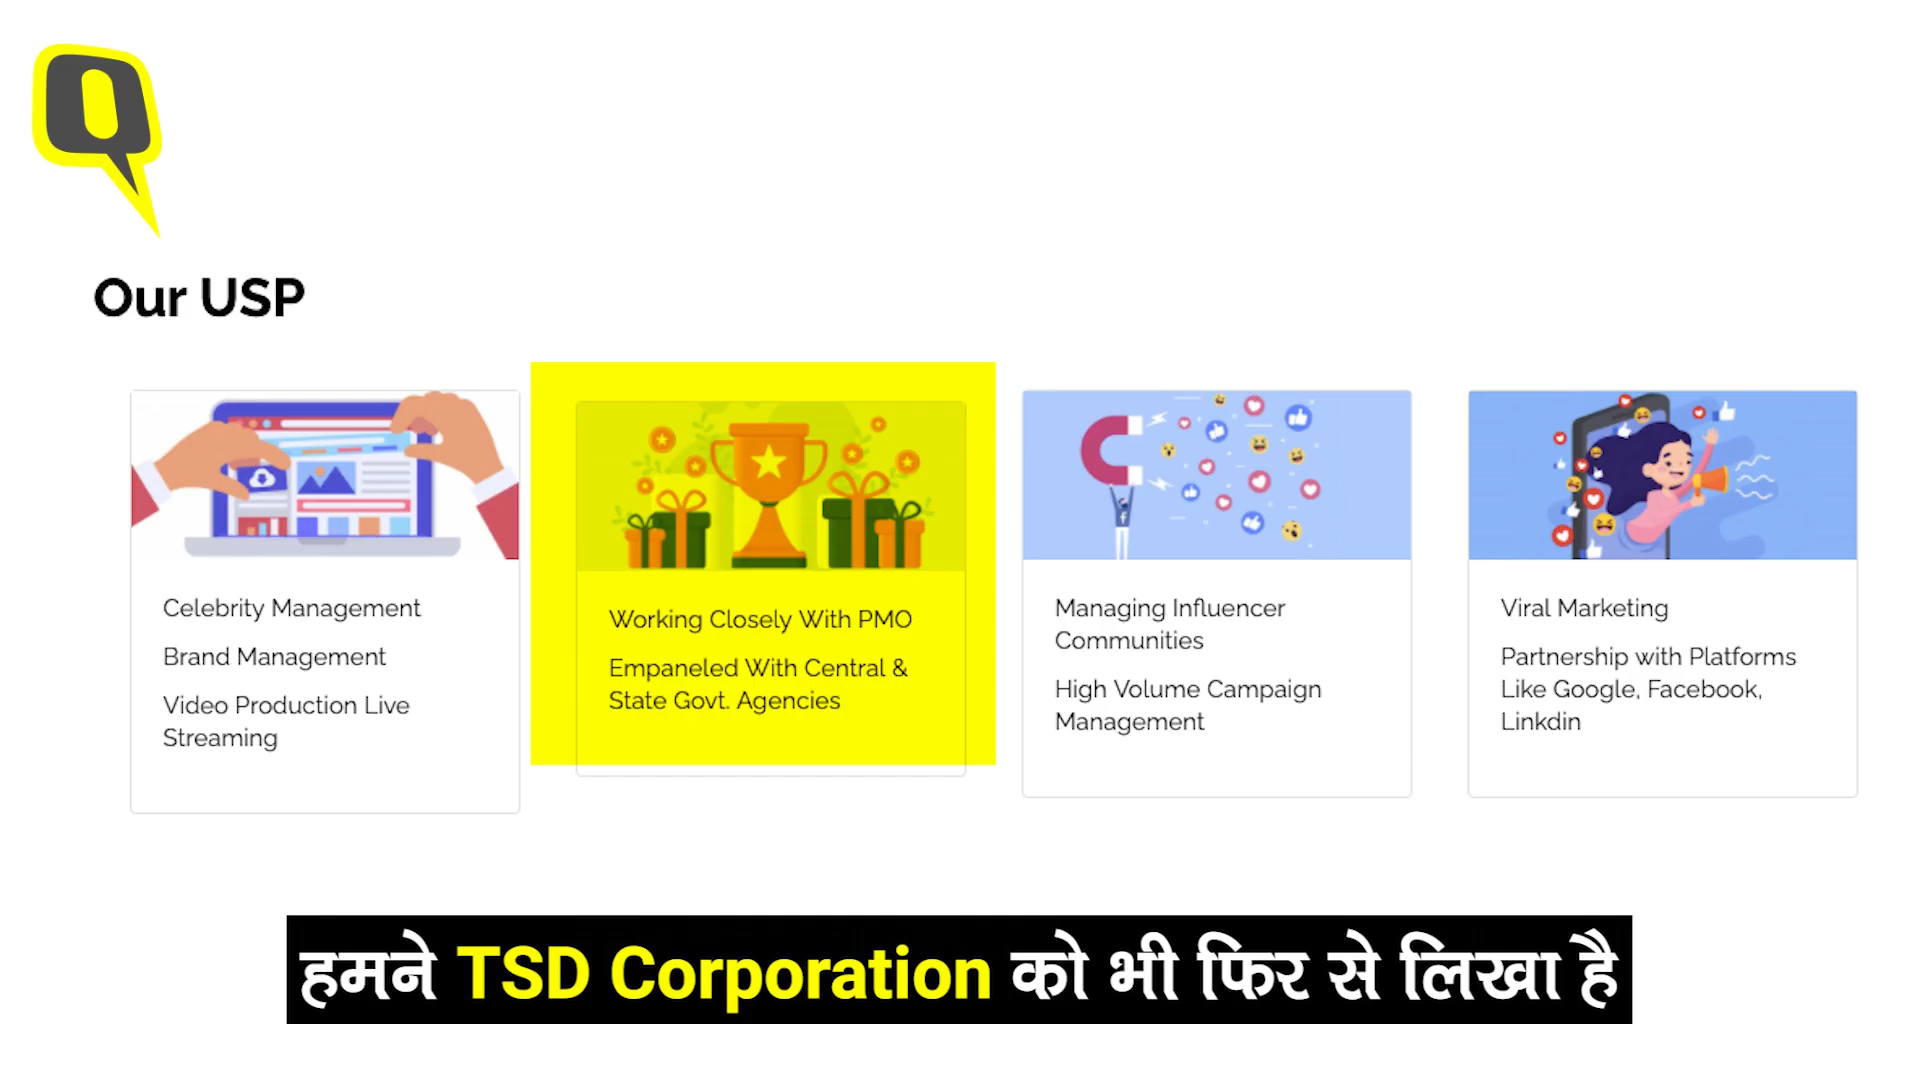 Q
Our USP
Celebrity Management
Brand Management
Video Production Live
Streaming
Working Closely With PMO
Empaneled With Central &
State Govt. Agencies
Managing Influencer
Communities
High Volume Campaign
Management
Viral Marketing
Partnership with Platforms
Like Google, Facebook,
Linkdin
हमने TSD Corporation को भी फिर से लिखा है